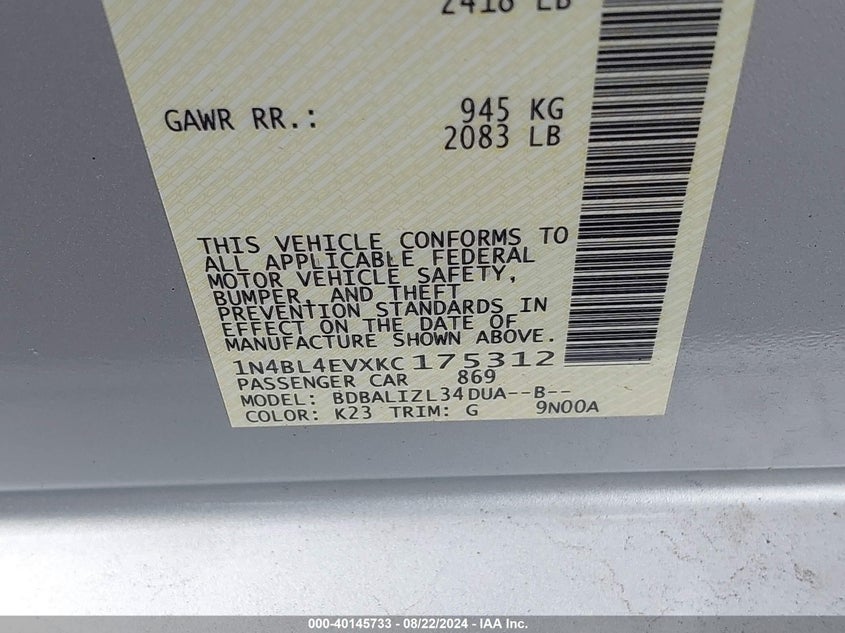 2418 LB
GAWR RR.: 945 KG
2083 LB
THIS VEHICLE CONFORMS TO
ALL APPLICABLE FEDERAL
MOTOR VEHICLE SAFETY,
BUMPER, AND THEFT
PREVENTION STANDARDS IN
EFFECT ON THE DATE OF
MANUFACTURE SHOWN ABOVE.
1N4BL4EVXKC175312
PASSENGER CAR 869
MODEL: BDBALIZL34DUA--B--
COLOR: K23 TRIM: G 9N00A
000-40145733 - 08/22/2024 - IAA Inc.